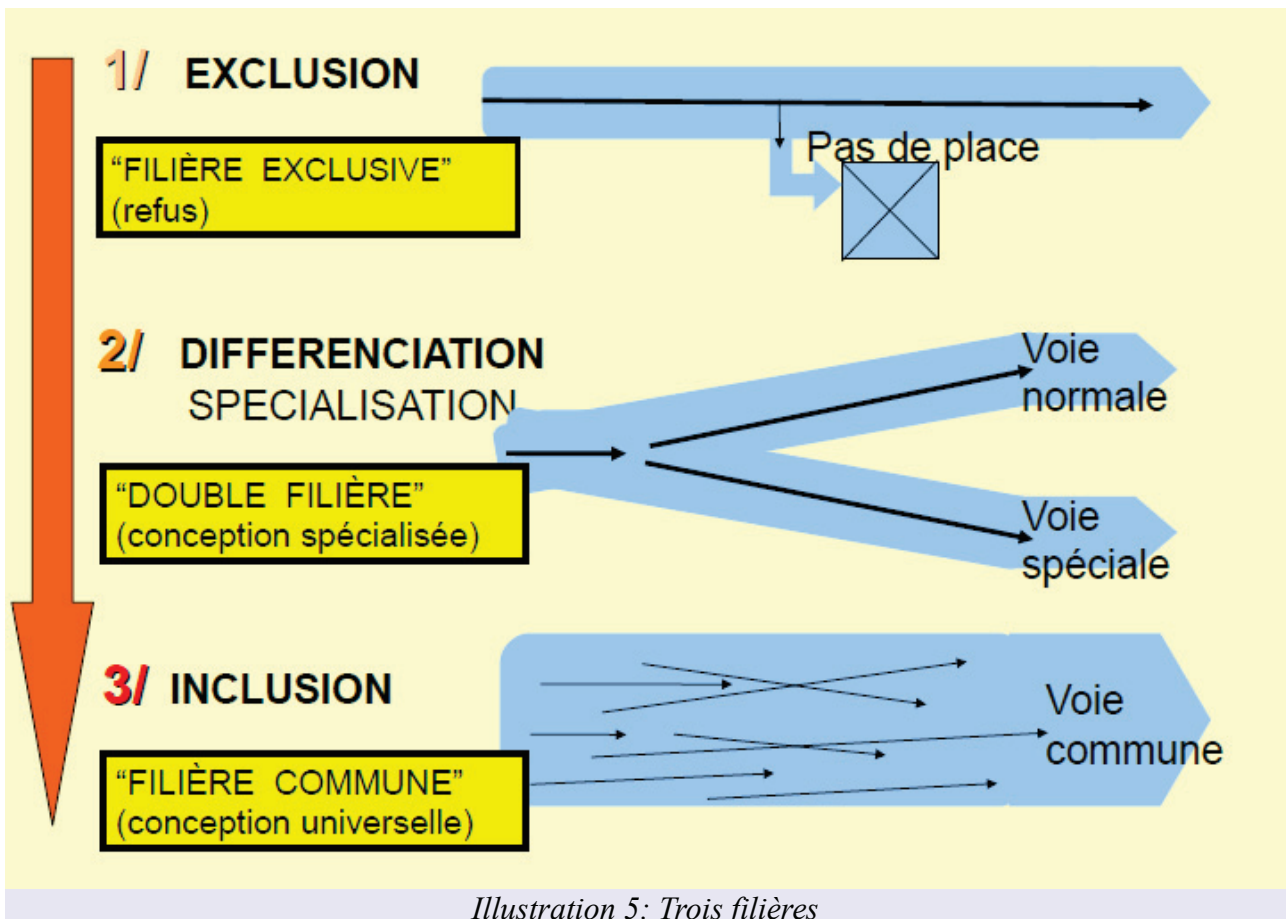 1/ EXCLUSION
“FILIÈRE EXCLUSIVE”
(refus)
Pas de place
2/ DIFFERENCIATION
SPECIALISATION
“DOUBLE FILIÈRE”
(conception spécialisée)
Voie
normale
Voie
spéciale
3/ INCLUSION
“FILIÈRE COMMUNE”
(conception universelle)
Voie
commune
Illustration 5: Trois filières